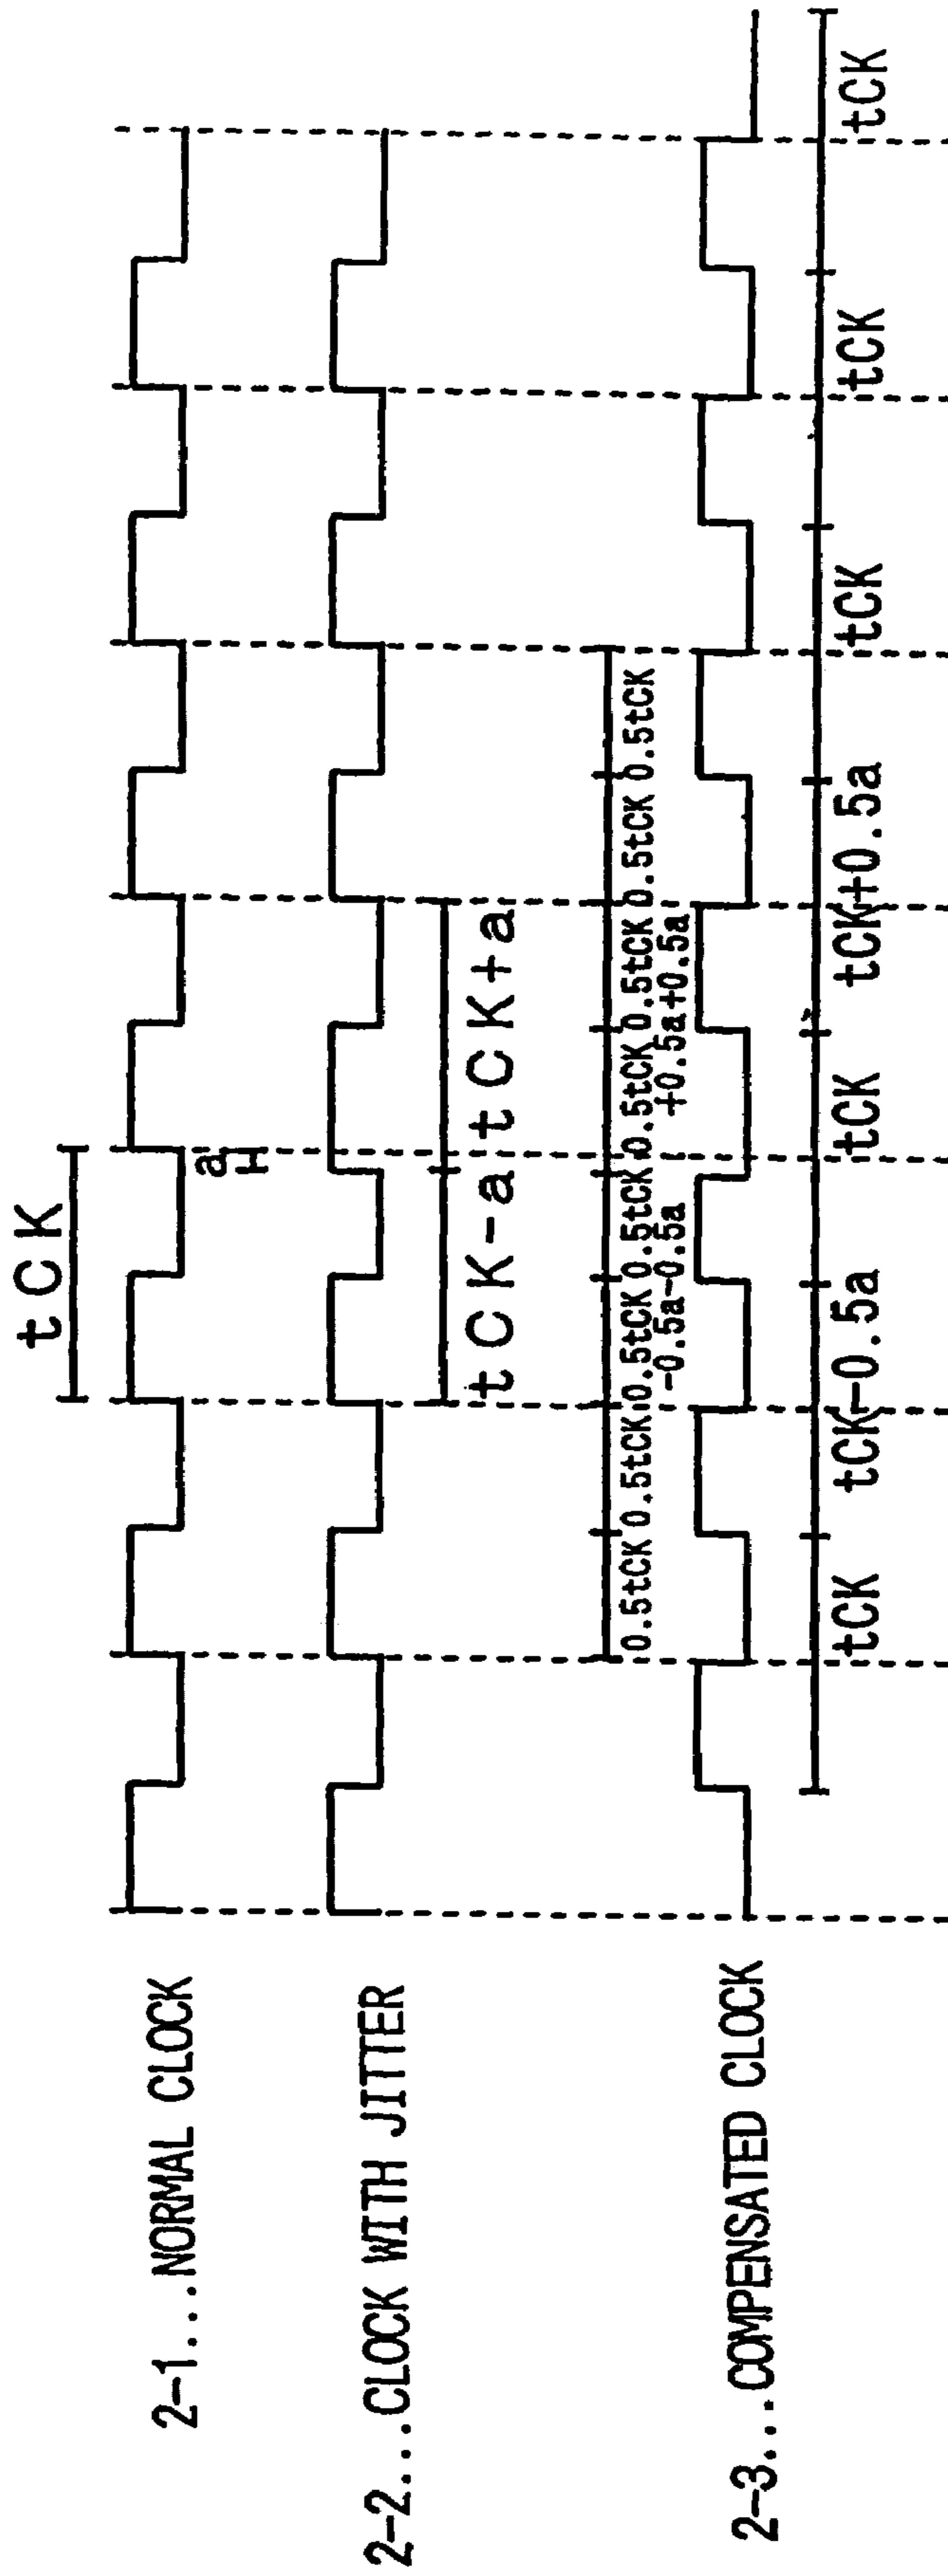 tCK
2-1...NORMAL CLOCK
a
2-2...CLOCK WITH JITTER
tCK-a tCK+a
0.5tCK 0.5tCK 0.5tCK 0.5tCK 0.5tCK 0.5tCK 0.5tCK 0.5tCK
-0.5a -0.5a +0.5a +0.5a
2-3...COMPENSATED CLOCK
tCK tCK-0.5a tCK tCK+0.5a tCK tCK tCK